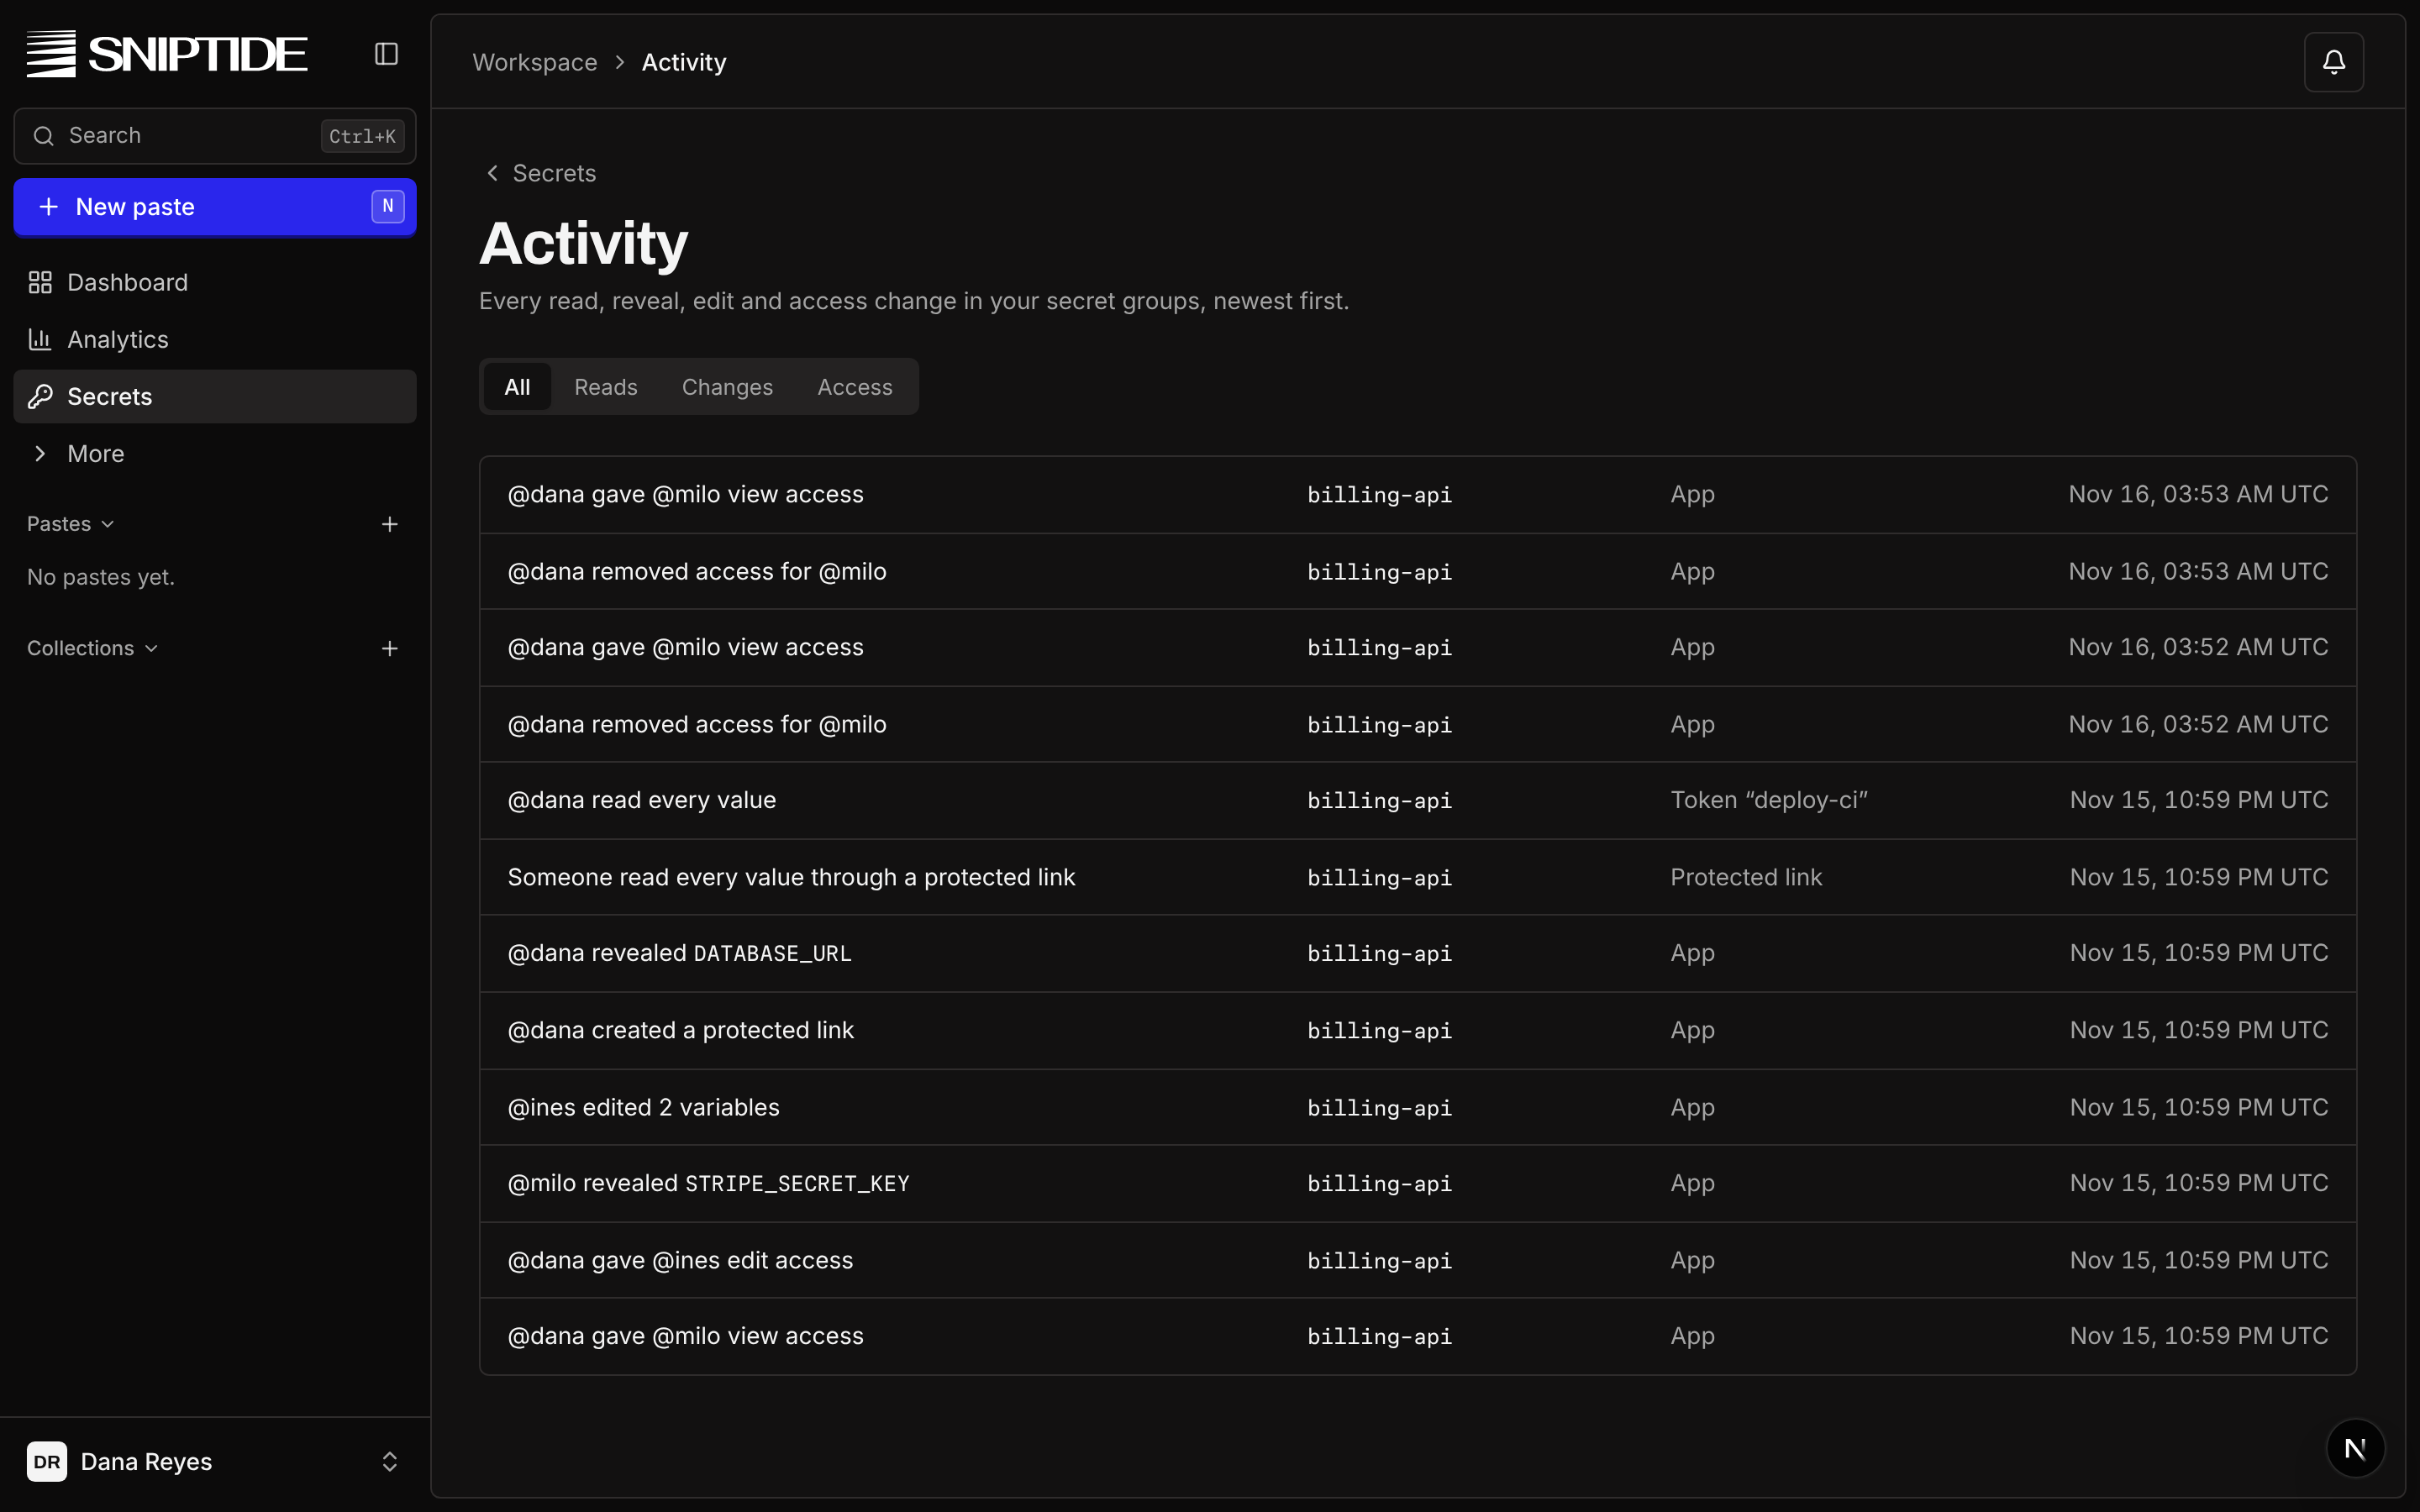 SNIPTIDE
Search Ctrl+K
New paste N
Dashboard
Analytics
Secrets
More
Pastes
No pastes yet.
Collections
DR Dana Reyes
Workspace > Activity
Secrets
Activity
Every read, reveal, edit and access change in your secret groups, newest first.
All Reads Changes Access
@dana gave @milo view access billing-api App Nov 16, 03:53 AM UTC
@dana removed access for @milo billing-api App Nov 16, 03:53 AM UTC
@dana gave @milo view access billing-api App Nov 16, 03:52 AM UTC
@dana removed access for @milo billing-api App Nov 16, 03:52 AM UTC
@dana read every value billing-api Token “deploy-ci” Nov 15, 10:59 PM UTC
Someone read every value through a protected link billing-api Protected link Nov 15, 10:59 PM UTC
@dana revealed DATABASE_URL billing-api App Nov 15, 10:59 PM UTC
@dana created a protected link billing-api App Nov 15, 10:59 PM UTC
@ines edited 2 variables billing-api App Nov 15, 10:59 PM UTC
@milo revealed STRIPE_SECRET_KEY billing-api App Nov 15, 10:59 PM UTC
@dana gave @ines edit access billing-api App Nov 15, 10:59 PM UTC
@dana gave @milo view access billing-api App Nov 15, 10:59 PM UTC
N